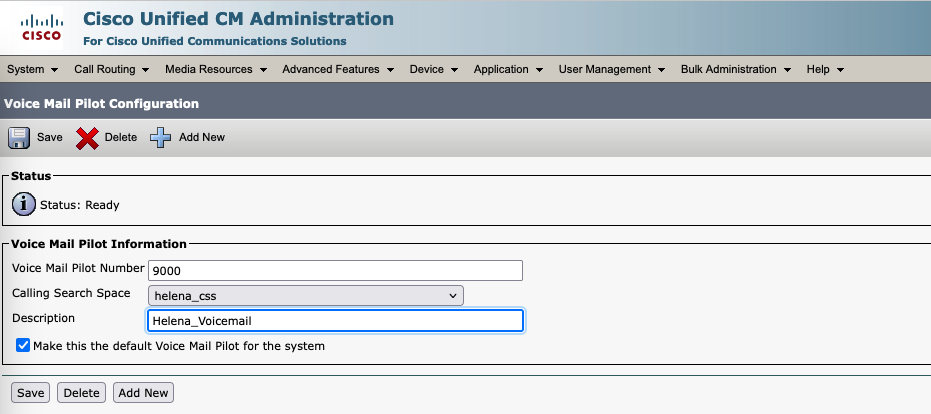 CISCO
Cisco Unified CM Administration
For Cisco Unified Communications Solutions
System Call Routing Media Resources Advanced Features Device Application User Management Bulk Administration Help
Voice Mail Pilot Configuration
Save Delete Add New
Status
i Status: Ready
Voice Mail Pilot Information
Voice Mail Pilot Number 9000
Calling Search Space helena_css
Description Helena_Voicemail
Make this the default Voice Mail Pilot for the system
Save Delete Add New